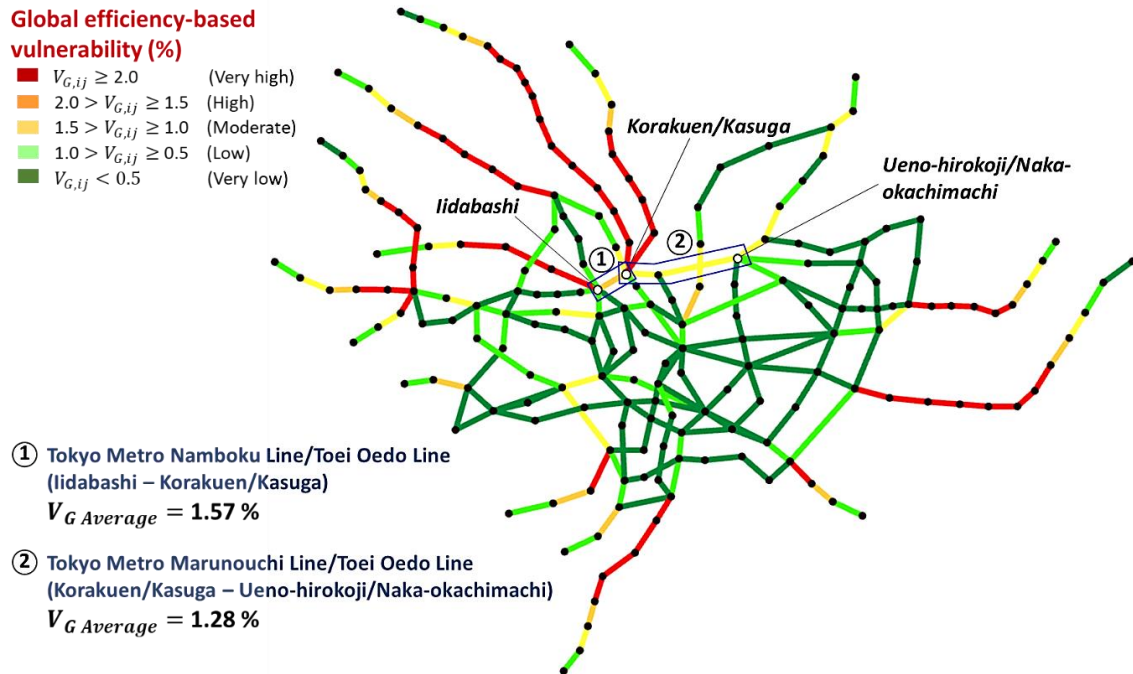 Global efficiency-based
vulnerability (%)
V_{G,ij} ≥ 2.0 (Very high)
2.0 > V_{G,ij} ≥ 1.5 (High)
1.5 > V_{G,ij} ≥ 1.0 (Moderate)
1.0 > V_{G,ij} ≥ 0.5 (Low)
V_{G,ij} < 0.5 (Very low)
Korakuen/Kasuga
Ueno-hirokoji/Naka-
okachimachi
Iidabashi
①
②
① Tokyo Metro Namboku Line/Toei Oedo Line
(Iidabashi – Korakuen/Kasuga)
V_{G Average} = 1.57 %
② Tokyo Metro Marunouchi Line/Toei Oedo Line
(Korakuen/Kasuga – Ueno-hirokoji/Naka-okachimachi)
V_{G Average} = 1.28 %